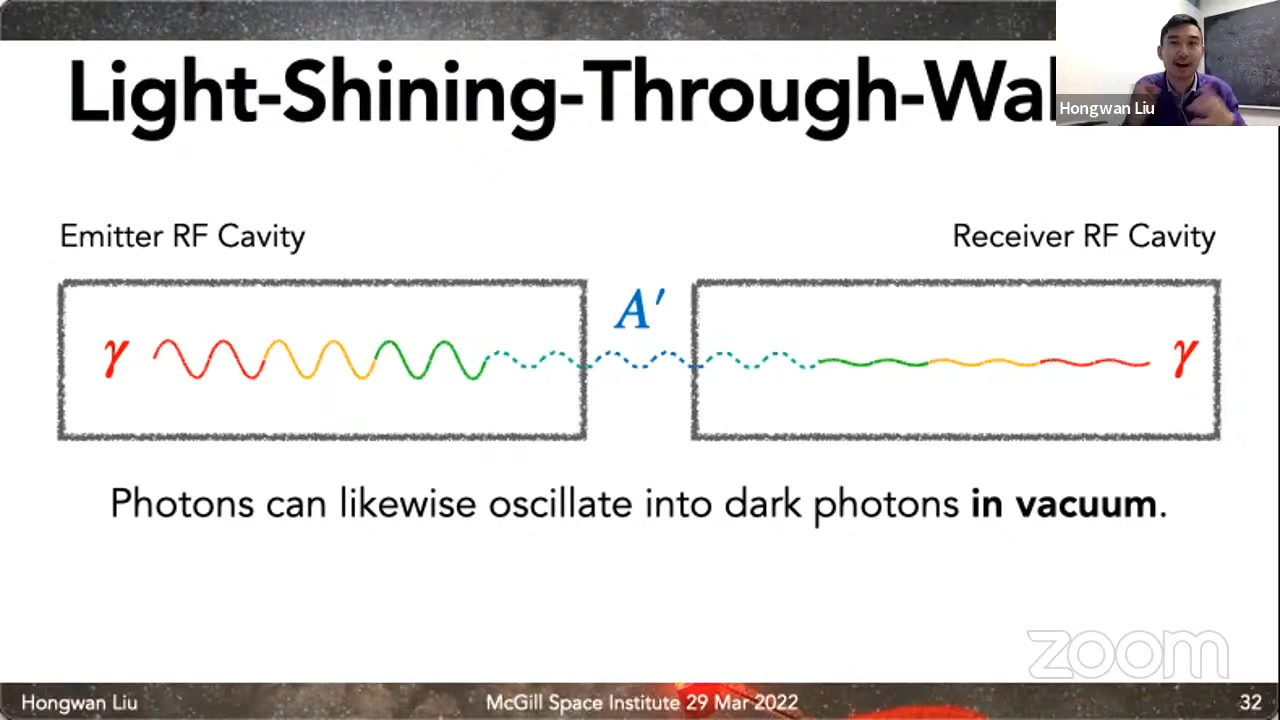 Light-Shining-Through-Wal
Hongwan Liu
Emitter RF Cavity
Receiver RF Cavity
A′
γ
γ
Photons can likewise oscillate into dark photons in vacuum.
zoom
Hongwan Liu
McGill Space Institute 29 Mar 2022
32